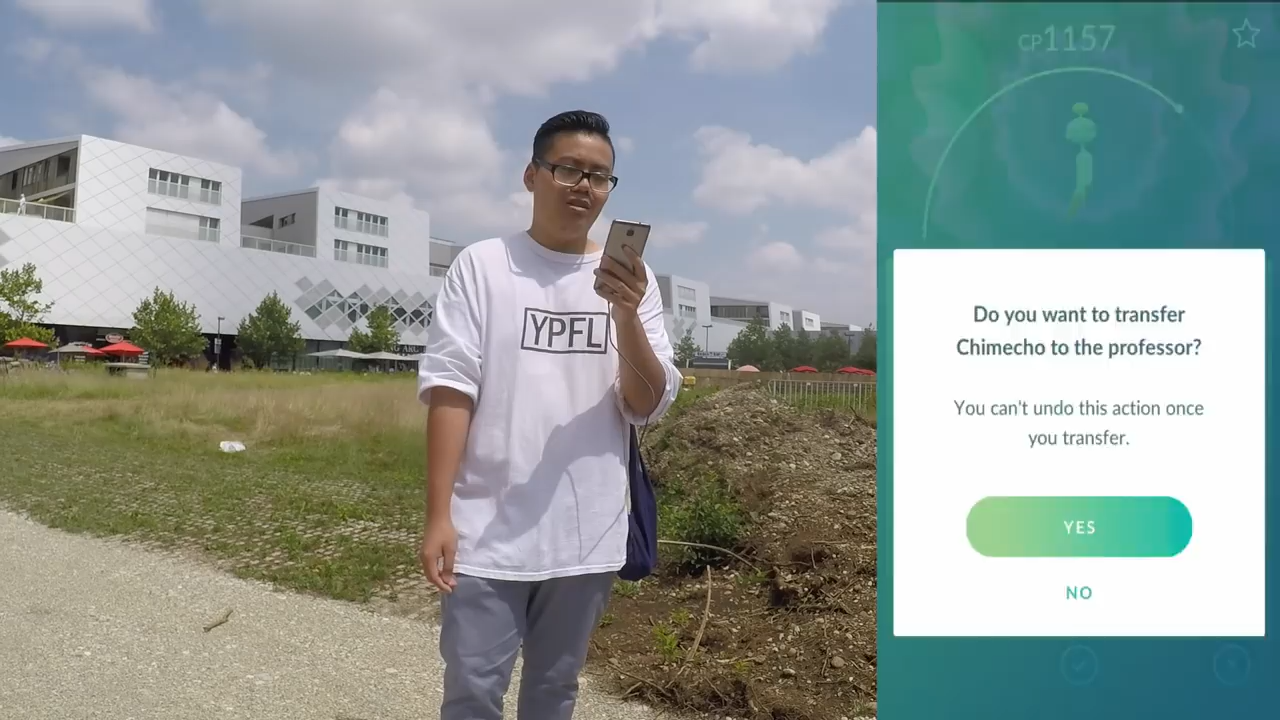 YPFL
CP1157
Do you want to transfer
Chimecho to the professor?
You can't undo this action once
you transfer.
YES
NO